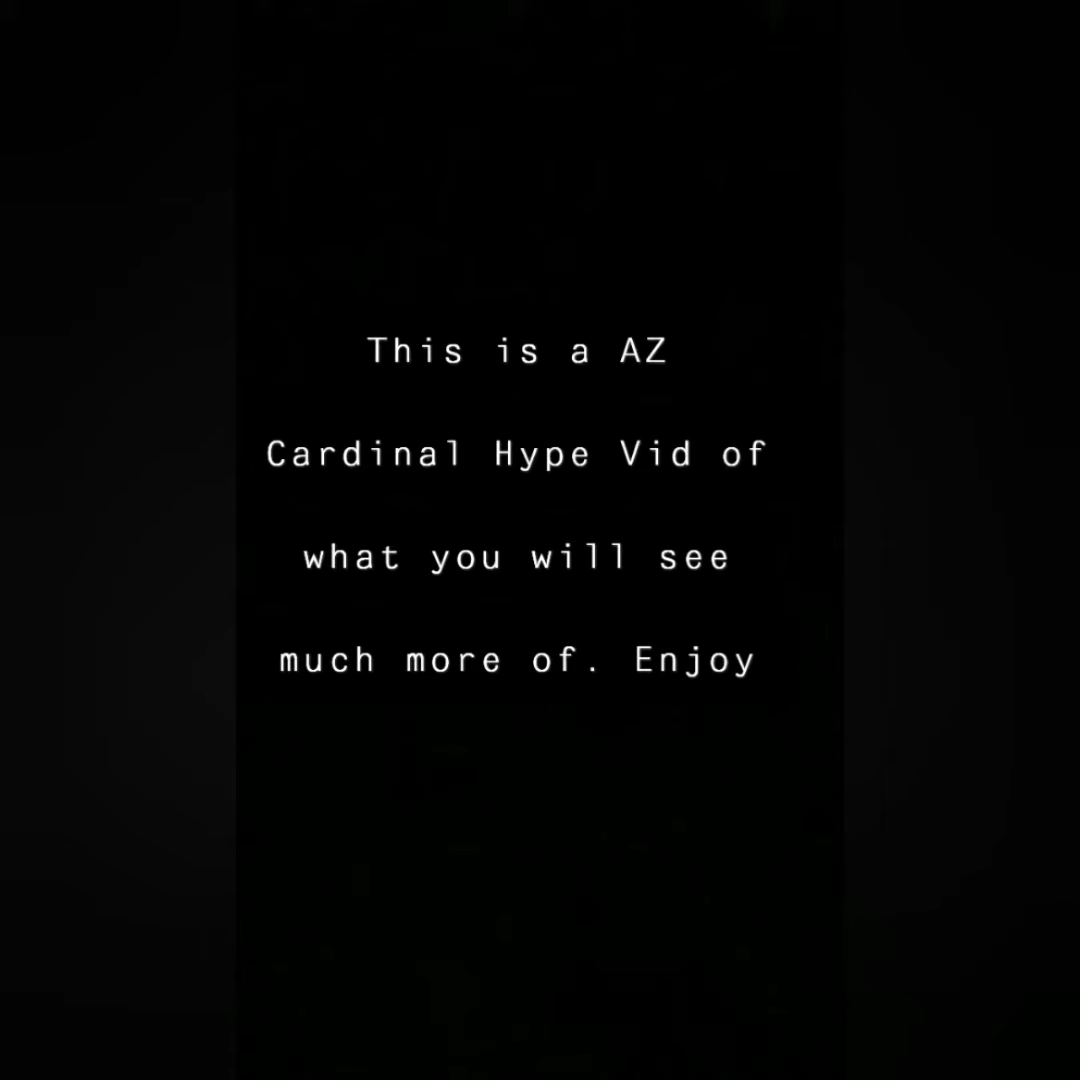 This is a AZ
Cardinal Hype Vid of
what you will see
much more of. Enjoy